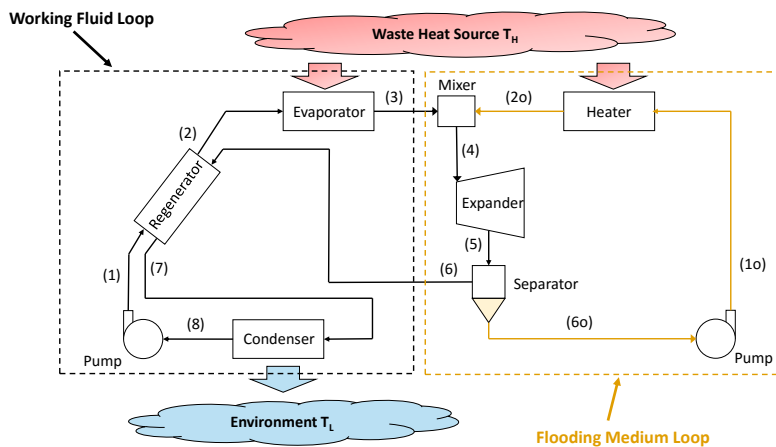 Working Fluid Loop
Waste Heat Source T_H
Mixer
Evaporator
(3)
(2o)
Heater
(2)
(4)
Regenerator
Expander
(5)
(1)
(7)
(6)
Separator
(1o)
(8)
Condenser
(6o)
Pump
Pump
Environment T_L
Flooding Medium Loop